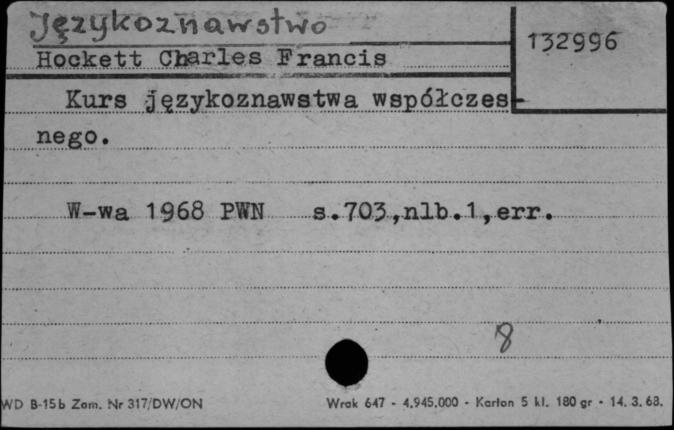 Językoznawstwo
132996
Hockett Charles Francis
Kurs językoznawstwa współczes-
nego.
W-wa 1968 PWN s.703,nlb.1,err.
8
WD B-15b Zam. Nr 317/DW/ON Wrak 647 - 4.945.000 - Karton 5 kl. 180 gr - 14. 3. 68.